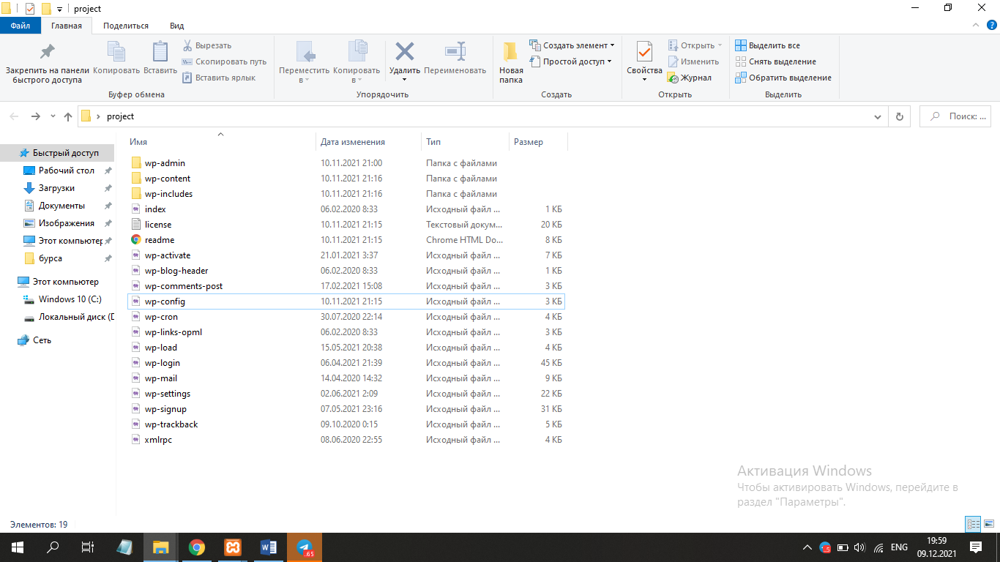 project
Файл Главная Поделиться Вид
Закрепить на панели быстрого доступа
Копировать
Вставить
Вырезать
Скопировать путь
Вставить ярлык
Буфер обмена
Переместить в
Копировать в
Удалить
Переименовать
Упорядочить
Новая папка
Создать элемент
Простой доступ
Создать
Свойства
Открыть
Изменить
Журнал
Открыть
Выделить все
Снять выделение
Обратить выделение
Выделить
project
Поиск: ...
Быстрый доступ
Рабочий стол
Загрузки
Документы
Изображения
Этот компьютер
бурса
Этот компьютер
Windows 10 (C:)
Локальный диск (D
Сеть
Имя Дата изменения Тип Размер
wp-admin 10.11.2021 21:00 Папка с файлами
wp-content 10.11.2021 21:16 Папка с файлами
wp-includes 10.11.2021 21:16 Папка с файлами
index 06.02.2020 8:33 Исходный файл ... 1 КБ
license 10.11.2021 21:15 Текстовый докум... 20 КБ
readme 10.11.2021 21:15 Chrome HTML Do... 8 КБ
wp-activate 21.01.2021 3:37 Исходный файл ... 7 КБ
wp-blog-header 06.02.2020 8:33 Исходный файл ... 1 КБ
wp-comments-post 17.02.2021 15:08 Исходный файл ... 3 КБ
wp-config 10.11.2021 21:15 Исходный файл ... 3 КБ
wp-cron 30.07.2020 22:14 Исходный файл ... 4 КБ
wp-links-opml 06.02.2020 8:33 Исходный файл ... 3 КБ
wp-load 15.05.2021 20:38 Исходный файл ... 4 КБ
wp-login 06.04.2021 21:39 Исходный файл ... 45 КБ
wp-mail 14.04.2020 14:32 Исходный файл ... 9 КБ
wp-settings 02.06.2021 2:09 Исходный файл ... 22 КБ
wp-signup 07.05.2021 23:16 Исходный файл ... 31 КБ
wp-trackback 09.10.2020 0:15 Исходный файл ... 5 КБ
xmlrpc 08.06.2020 22:55 Исходный файл ... 4 КБ
Активация Windows
Чтобы активировать Windows, перейдите в
раздел "Параметры".
Элементов: 19
.65
ENG
19:59
09.12.2021